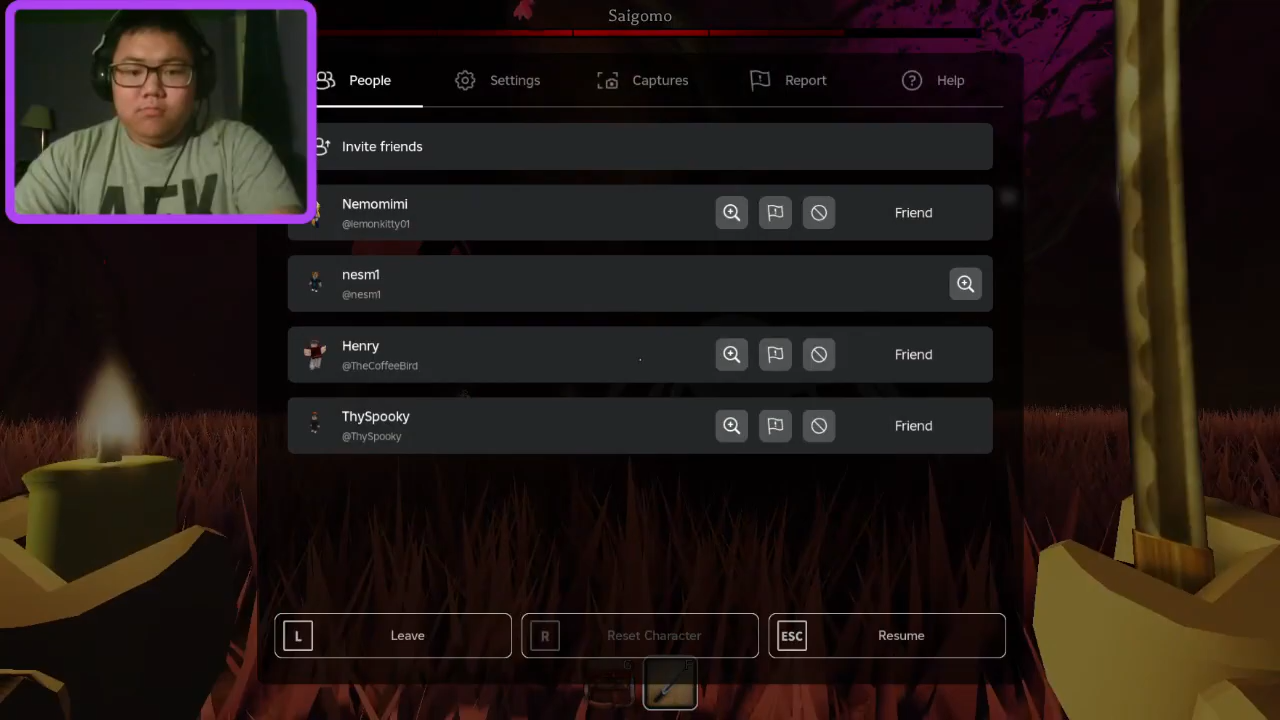 Saigomo
People
Settings
Captures
Report
Help
Invite friends
Nemomimi
@lemonkitty01
Friend
nesm1
@nesm1
Henry
@TheCoffeeBird
Friend
ThySpooky
@ThySpooky
Friend
L
Leave
R
Reset Character
ESC
Resume